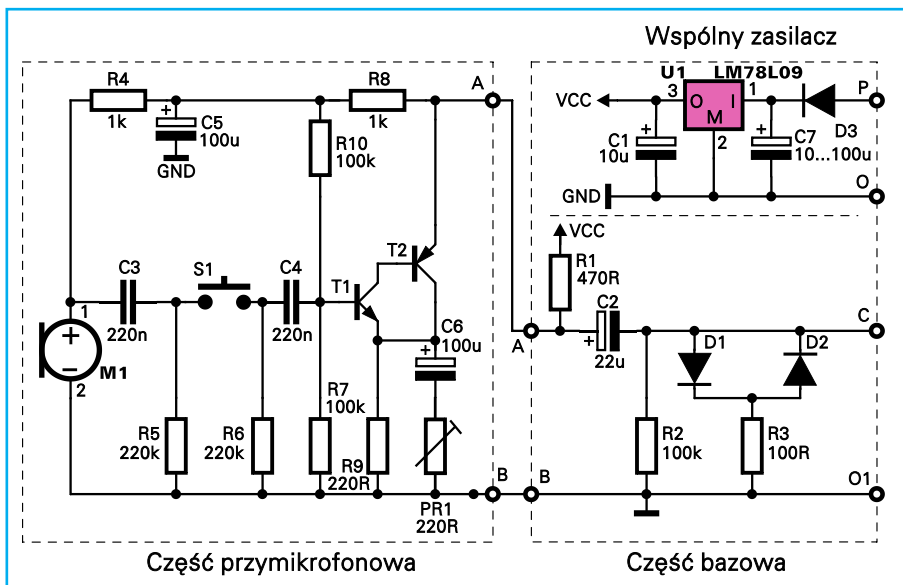 Wspólny zasilacz
U1 LM78L09
VCC 3 O I 1 P
M
2
C1
10u
C7
10...100u
D3
GND O
R4
1k
R8
1k
A
C5
100u
GND
R10
100k
VCC
R1
470R
T2
T1
C3
220n
S1
C4
220n
C6
100u
A
C2
22u
C
D1 D2
1
M1
2
R5
220k
R6
220k
R7
100k
R9
220R
PR1
220R
R2
100k
R3
100R
B B O1
+ + + + + +
−
Część przymikrofonowa
Część bazowa